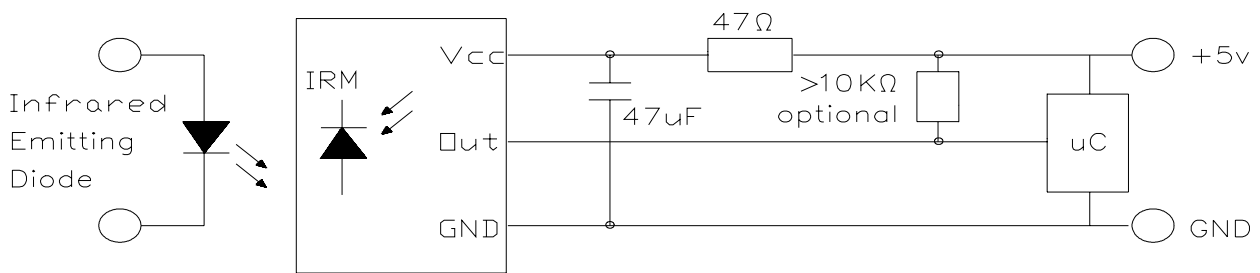 Infrared
Emitting
Diode
IRM
Vcc
Out
GND
47Ω
47uF
>10KΩ
optional
uC
+5v
GND